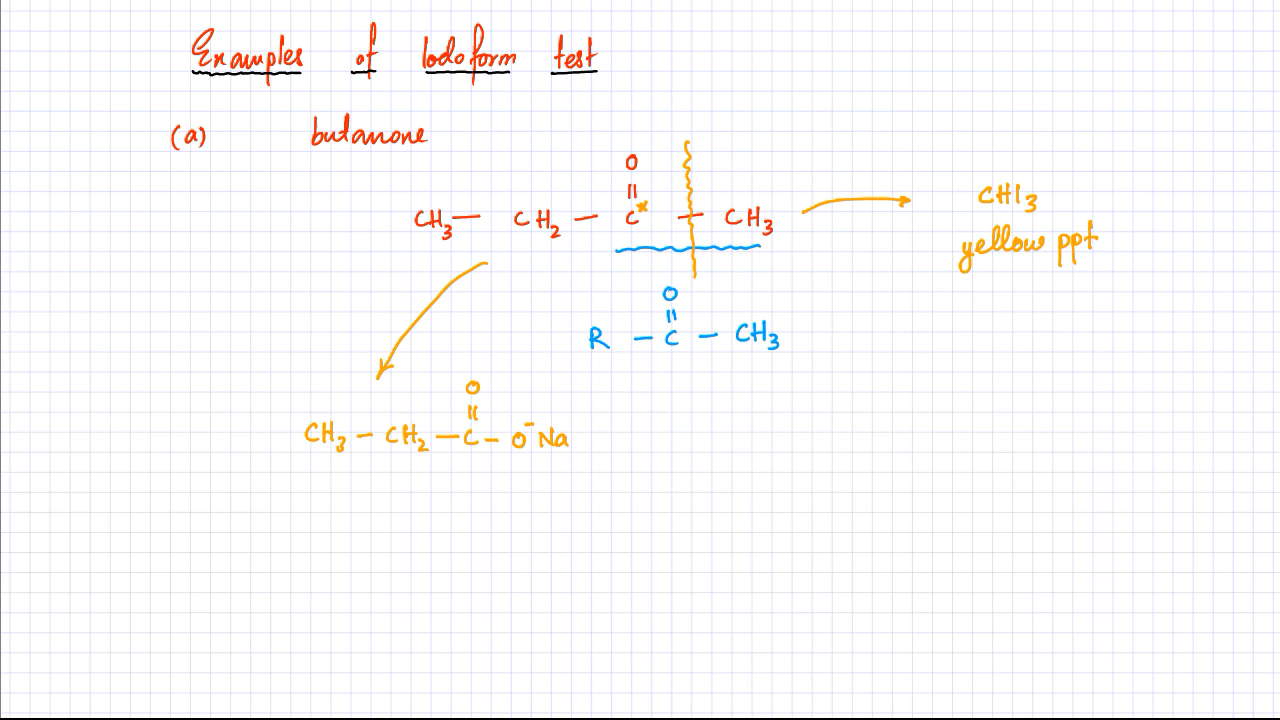 Examples of Iodoform test
(a) butanone
O
||
CH3 — CH2 — C* — CH3
CHI3
yellow ppt
O
||
R — C — CH3
O
||
CH3 — CH2 — C — O⁻ Na